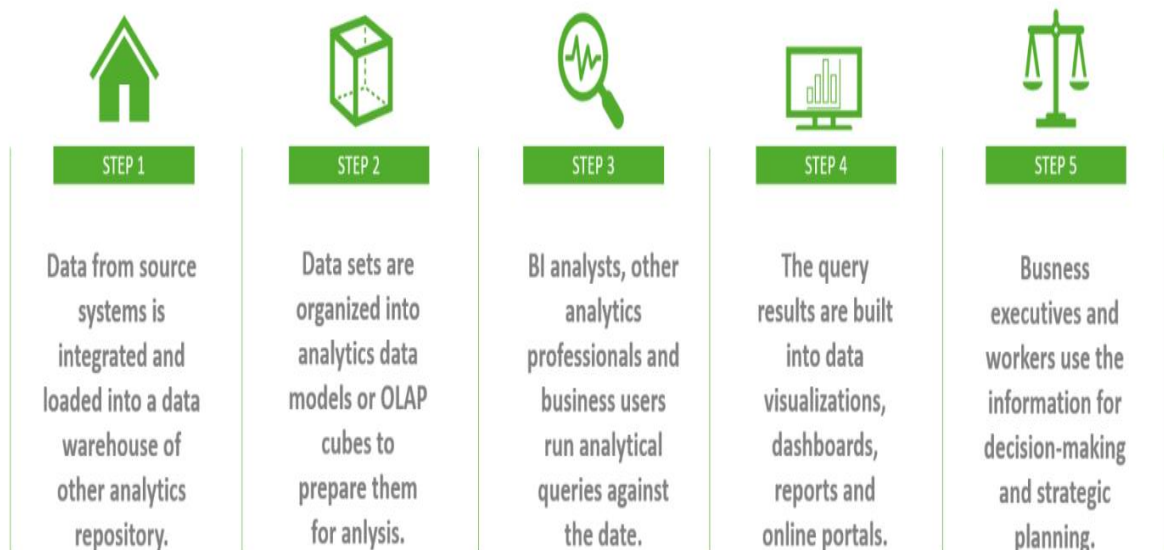 STEP 1
Data from source
systems is
integrated and
loaded into a data
warehouse of
other analytics
repository.
STEP 2
Data sets are
organized into
analytics data
models or OLAP
cubes to
prepare them
for anlysis.
STEP 3
BI analysts, other
analytics
professionals and
business users
run analytical
queries against
the date.
STEP 4
The query
results are built
into data
visualizations,
dashboards,
reports and
online portals.
STEP 5
Busness
executives and
workers use the
information for
decision-making
and strategic
planning.